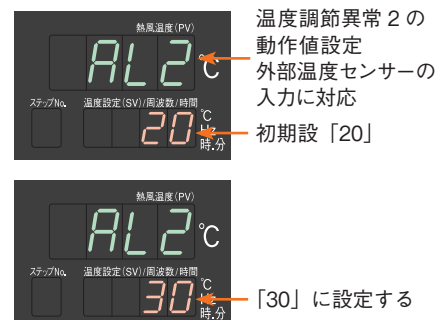 熱風温度(PV)
AL2 ℃
ステップNo. 温度設定(SV)/周波数/時間
20 ℃
Hz
時.分
温度調節異常2の
動作値設定
外部温度センサーの
入力に対応
初期設「20」
熱風温度(PV)
AL2 ℃
ステップNo. 温度設定(SV)/周波数/時間
30 ℃
Hz
時.分
「30」に設定する